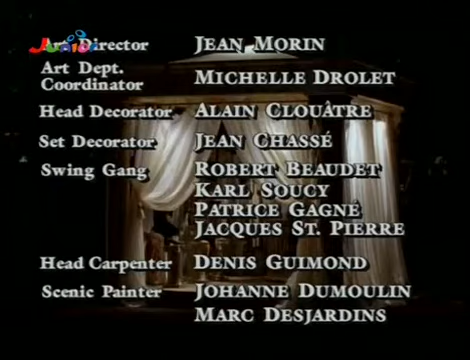 Junior
Art Director JEAN MORIN
Art Dept.
Coordinator MICHELLE DROLET
Head Decorator ALAIN CLOUÂTRE
Set Decorator JEAN CHASSÉ
Swing Gang ROBERT BEAUDET
KARL SOUCY
PATRICE GAGNÉ
JACQUES ST. PIERRE
Head Carpenter DENIS GUIMOND
Scenic Painter JOHANNE DUMOULIN
MARC DESJARDINS